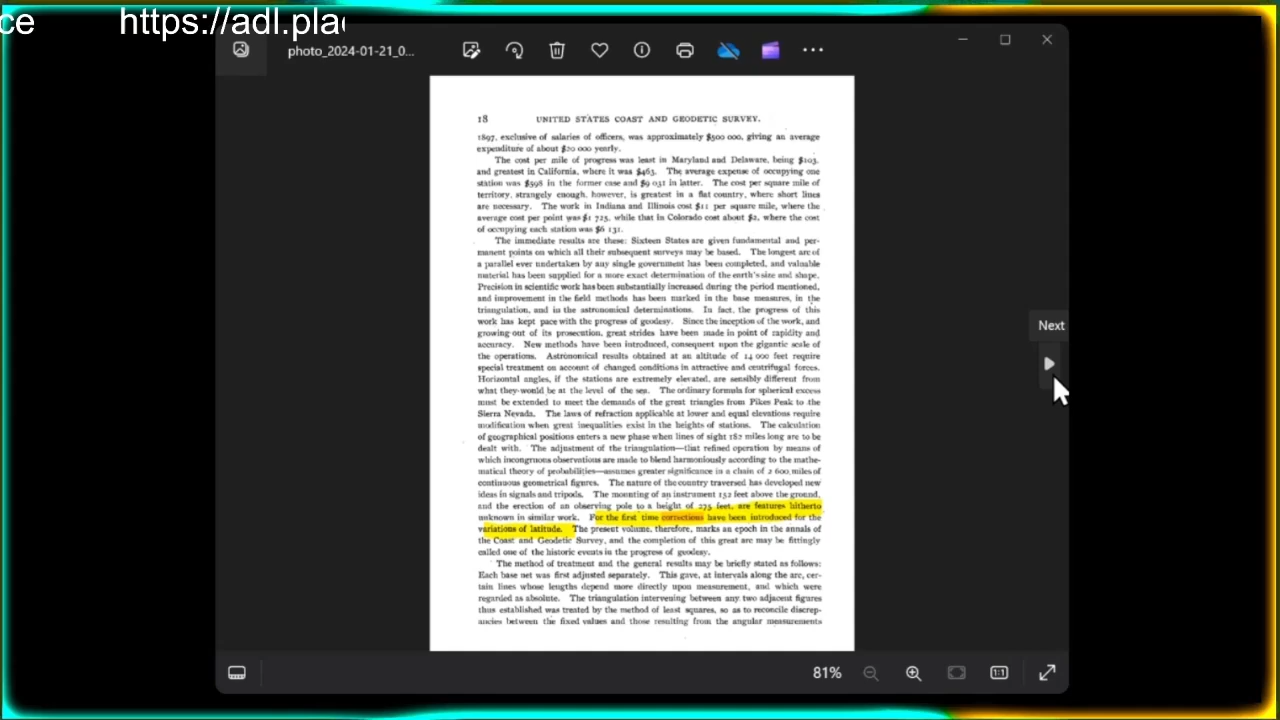 ce https://adl.plac
photo_2024-01-21_0...
18 UNITED STATES COAST AND GEODETIC SURVEY.
1897, exclusive of salaries of officers, was approximately $500 000, giving an average
expenditure of about $20 000 yearly.
The cost per mile of progress was least in Maryland and Delaware, being $103,
and greatest in California, where it was $463. The average expense of occupying one
station was $598 in the former case and $9 031 in latter. The cost per square mile of
territory, strangely enough, however, is greatest in a flat country, where short lines
are necessary. The work in Indiana and Illinois cost $11 per square mile, where the
average cost per point was $1 725, while that in Colorado cost about $2, where the cost
of occupying each station was $6 131.
The immediate results are these: Sixteen States are given fundamental and per-
manent points on which all their subsequent surveys may be based. The longest arc of
a parallel ever undertaken by any single government has been completed, and valuable
material has been supplied for a more exact determination of the earth's size and shape.
Precision in scientific work has been substantially increased during the period mentioned,
and improvement in the field methods has been marked in the base measures, in the
triangulation, and in the astronomical determinations. In fact, the progress of this
work has kept pace with the progress of geodesy. Since the inception of the work, and
growing out of its prosecution, great strides have been made in point of rapidity and
accuracy. New methods have been introduced, consequent upon the gigantic scale of
the operations. Astronomical results obtained at an altitude of 14 000 feet require
special treatment on account of changed conditions in attractive and centrifugal forces.
Horizontal angles, if the stations are extremely elevated, are sensibly different from
what they would be at the level of the sea. The ordinary formula for spherical excess
must be extended to meet the demands of the great triangles from Pikes Peak to the
Sierra Nevada. The laws of refraction applicable at lower and equal elevations require
modification when great inequalities exist in the heights of stations. The calculation
of geographical positions enters a new phase when lines of sight 182 miles long are to be
dealt with. The adjustment of the triangulation—that refined operation by means of
which incongruous observations are made to blend harmoniously according to the mathe-
matical theory of probabilities—assumes greater significance in a chain of 2 600 miles of
continuous geometrical figures. The nature of the country traversed has developed new
ideas in signals and tripods. The mounting of an instrument 152 feet above the ground,
and the erection of an observing pole to a height of 275 feet, are features hitherto
unknown in similar work. For the first time corrections have been introduced for the
variations of latitude. The present volume, therefore, marks an epoch in the annals of
the Coast and Geodetic Survey, and the completion of this great arc may be fittingly
called one of the historic events in the progress of geodesy.
The method of treatment and the general results may be briefly stated as follows:
Each base net was first adjusted separately. This gave, at intervals along the arc, cer-
tain lines whose lengths depend more directly upon measurement, and which were
regarded as absolute. The triangulation intervening between any two adjacent figures
thus established was treated by the method of least squares, so as to reconcile discrep-
ancies between the fixed values and those resulting from the angular measurements
Next
81%
1:1